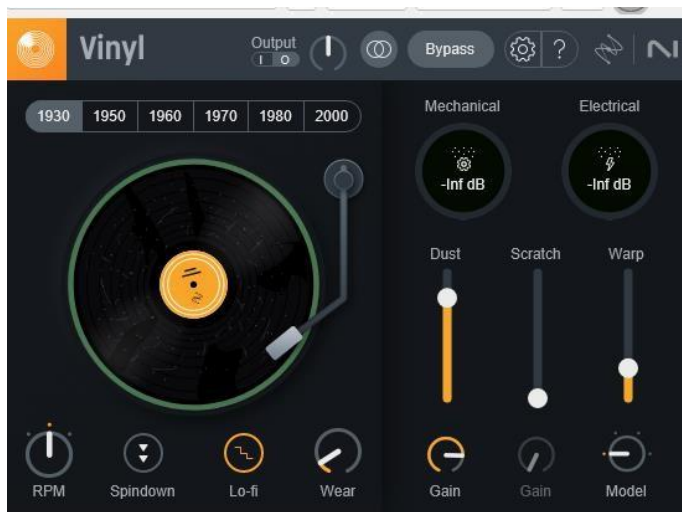 Vinyl
Output
I O
Bypass
?
1930 1950 1960 1970 1980 2000
Mechanical Electrical
-Inf dB -Inf dB
Dust Scratch Warp
RPM Spindown Lo-fi Wear Gain Gain Model